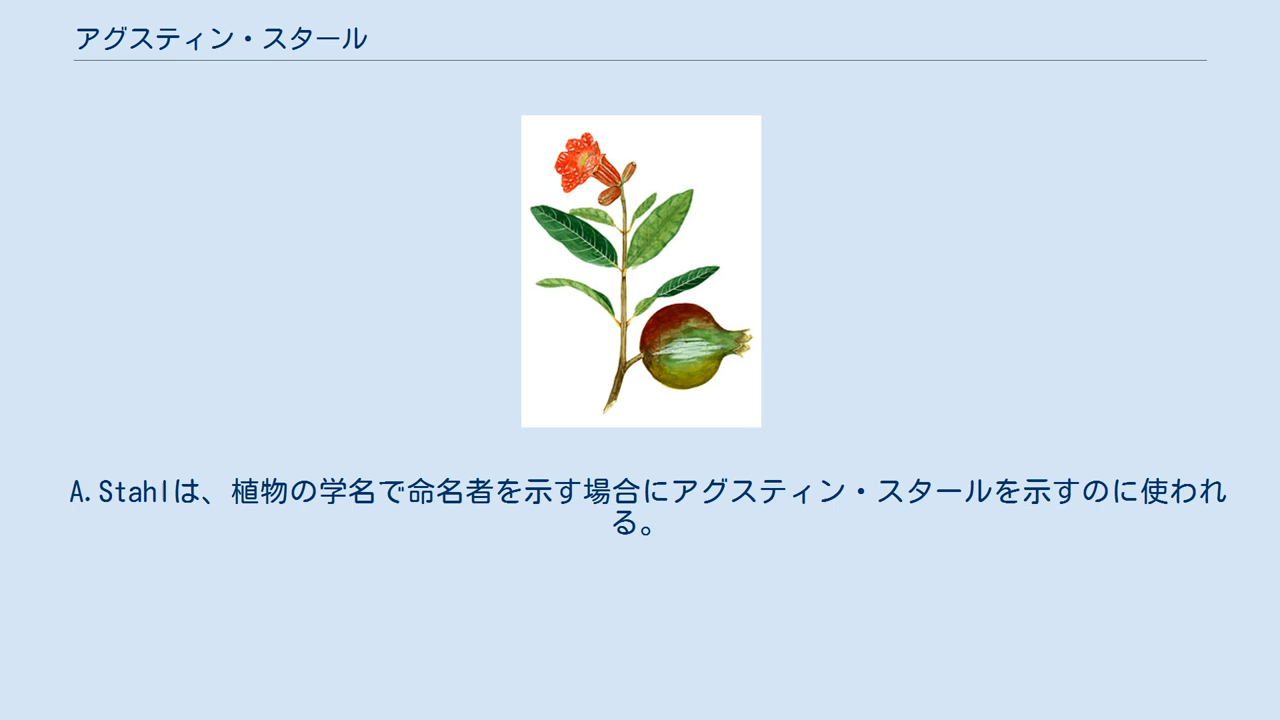 アグスティン・スタール
A.Stahlは、植物の学名で命名者を示す場合にアグスティン・スタールを示すのに使われ
る。